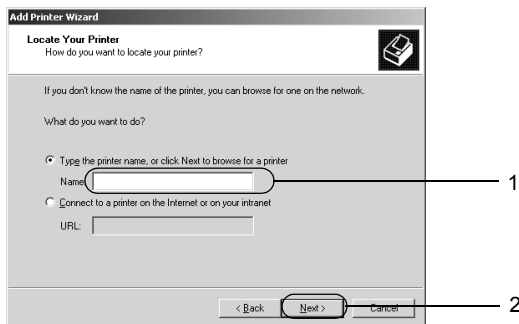 Add Printer Wizard
Locate Your Printer
How do you want to locate your printer?
If you don't know the name of the printer, you can browse for one on the network.
What do you want to do?
Type the printer name, or click Next to browse for a printer
Name
1
Connect to a printer on the Internet or on your intranet
URL:
< Back
Next >
Cancel
2